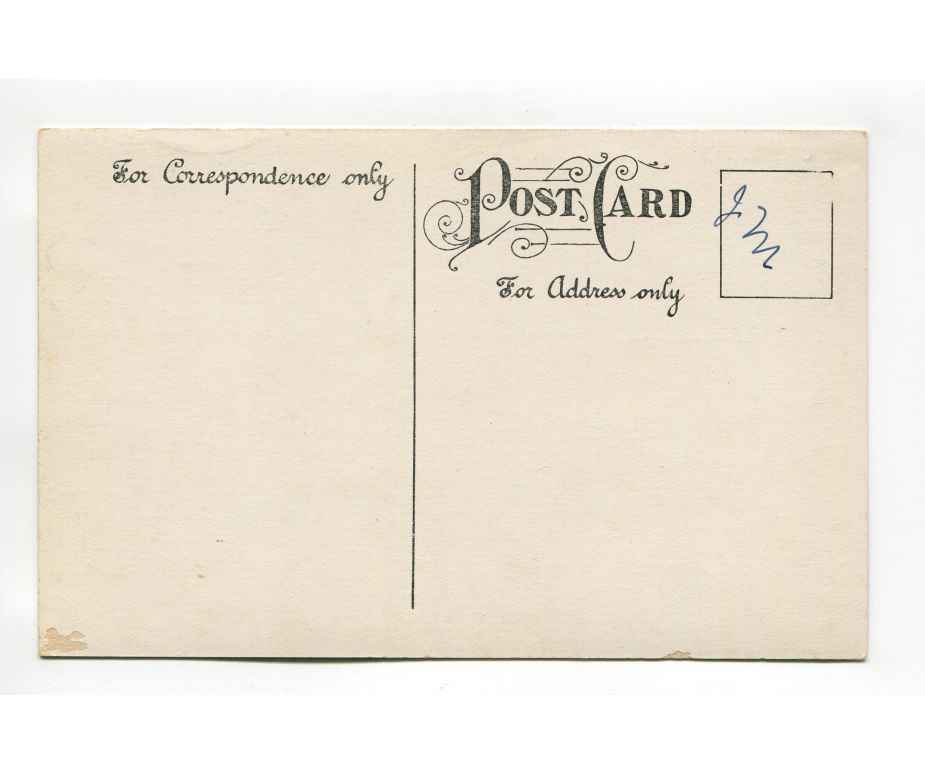 For Correspondence only
POST CARD
For Address only